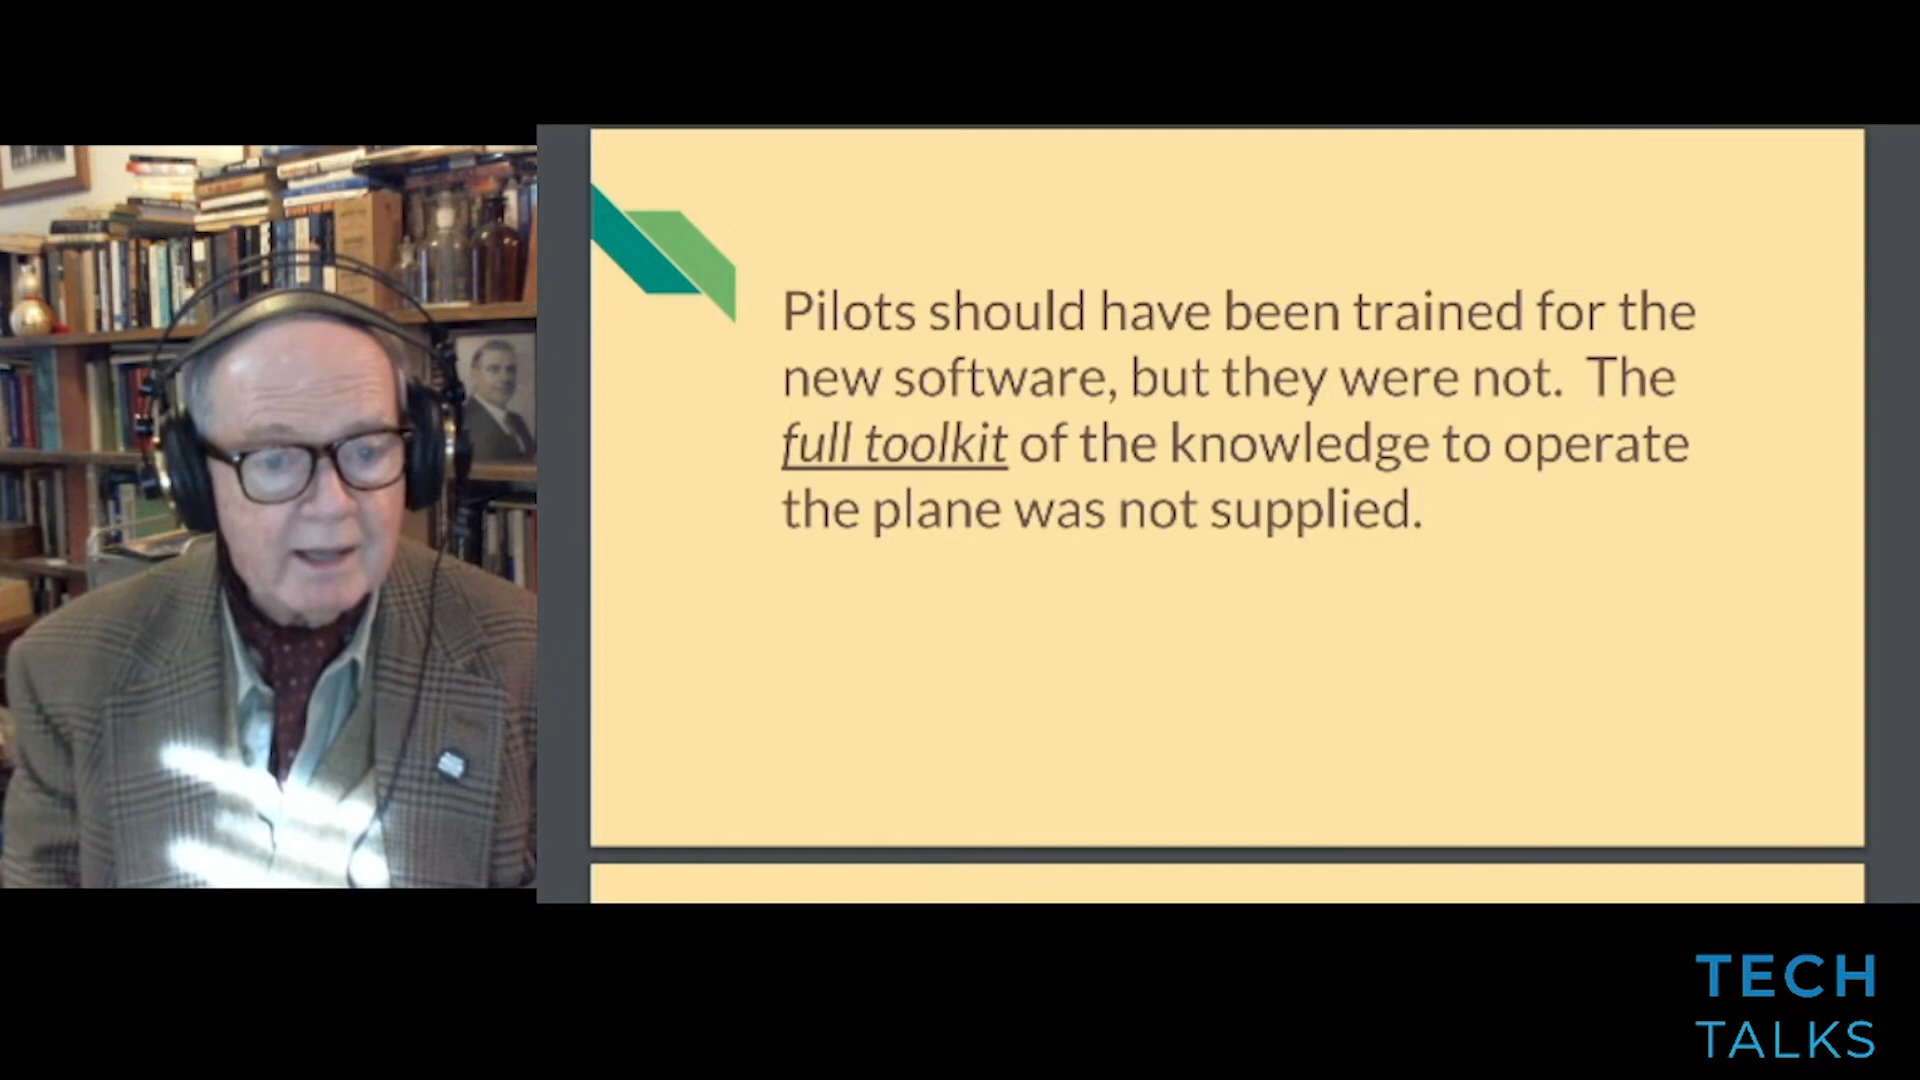 Pilots should have been trained for the
new software, but they were not. The
full toolkit of the knowledge to operate
the plane was not supplied.
TECH
TALKS